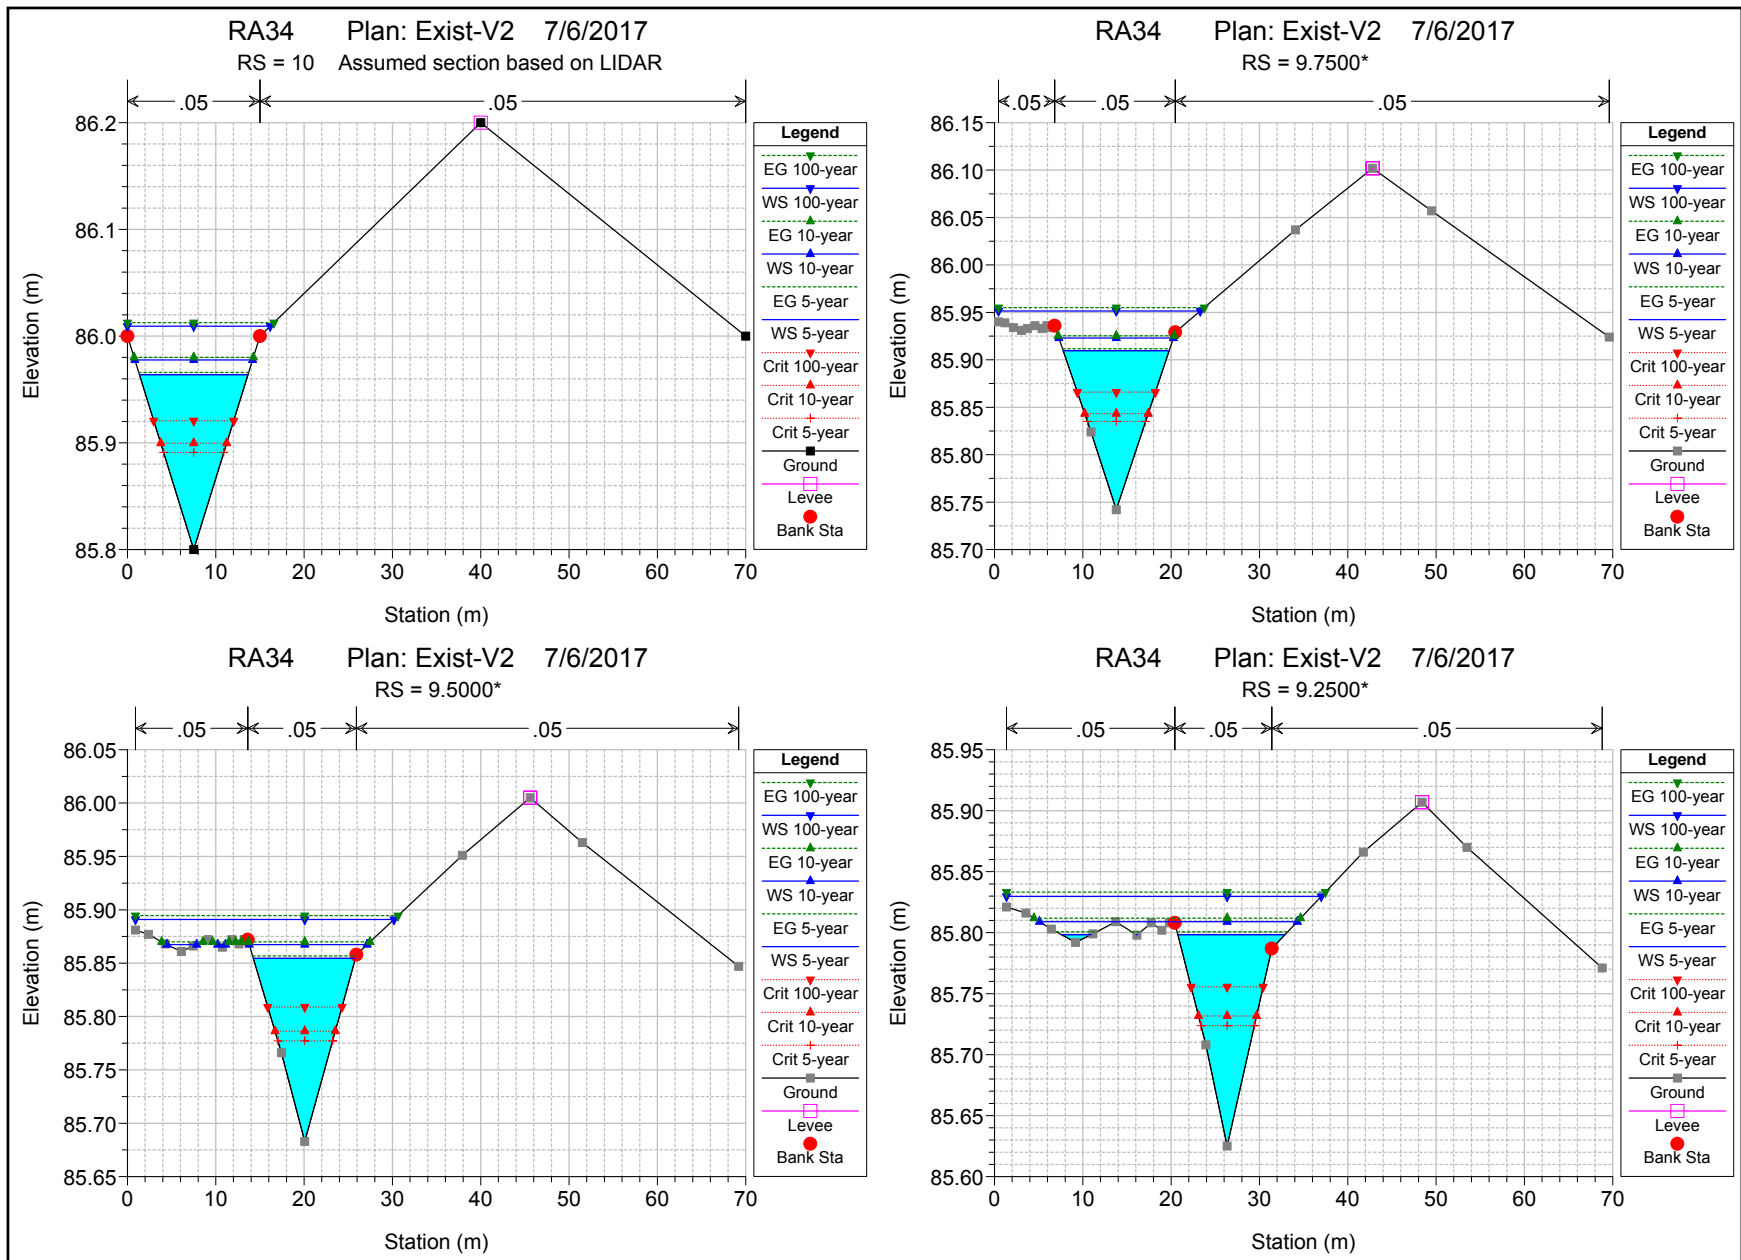 RA34 Plan: Exist-V2 7/6/2017
RS = 10 Assumed section based on LIDAR
.05 .05
86.2
86.1
86.0
85.9
85.8
Elevation (m)
0 10 20 30 40 50 60 70
Station (m)
Legend
EG 100-year
WS 100-year
EG 10-year
WS 10-year
EG 5-year
WS 5-year
Crit 100-year
Crit 10-year
Crit 5-year
Ground
Levee
Bank Sta
RA34 Plan: Exist-V2 7/6/2017
RS = 9.7500*
.05 .05 .05
86.15
86.10
86.05
86.00
85.95
85.90
85.85
85.80
85.75
85.70
Elevation (m)
0 10 20 30 40 50 60 70
Station (m)
Legend
EG 100-year
WS 100-year
EG 10-year
WS 10-year
EG 5-year
WS 5-year
Crit 100-year
Crit 10-year
Crit 5-year
Ground
Levee
Bank Sta
RA34 Plan: Exist-V2 7/6/2017
RS = 9.5000*
.05 .05 .05
86.05
86.00
85.95
85.90
85.85
85.80
85.75
85.70
85.65
Elevation (m)
0 10 20 30 40 50 60 70
Station (m)
Legend
EG 100-year
WS 100-year
EG 10-year
WS 10-year
EG 5-year
WS 5-year
Crit 100-year
Crit 10-year
Crit 5-year
Ground
Levee
Bank Sta
RA34 Plan: Exist-V2 7/6/2017
RS = 9.2500*
.05 .05 .05
85.95
85.90
85.85
85.80
85.75
85.70
85.65
85.60
Elevation (m)
0 10 20 30 40 50 60 70
Station (m)
Legend
EG 100-year
WS 100-year
EG 10-year
WS 10-year
EG 5-year
WS 5-year
Crit 100-year
Crit 10-year
Crit 5-year
Ground
Levee
Bank Sta